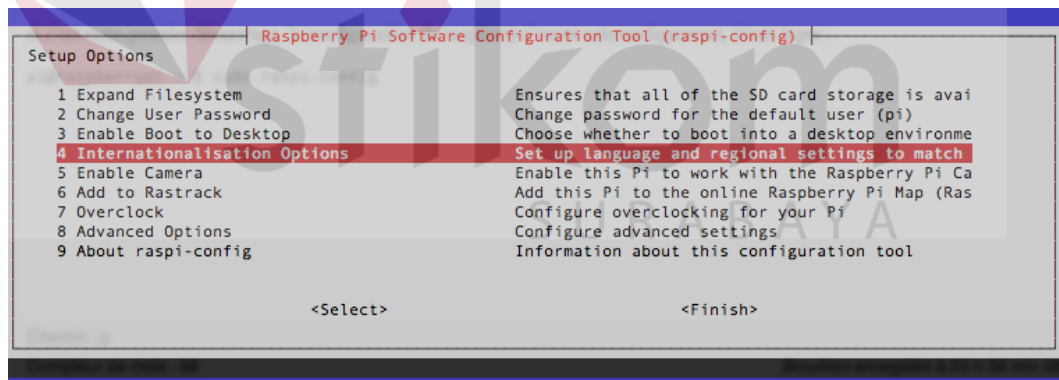 Raspberry Pi Software Configuration Tool (raspi-config)
Setup Options
1 Expand Filesystem Ensures that all of the SD card storage is avai
2 Change User Password Change password for the default user (pi)
3 Enable Boot to Desktop Choose whether to boot into a desktop environme
4 Internationalisation Options Set up language and regional settings to match
5 Enable Camera Enable this Pi to work with the Raspberry Pi Ca
6 Add to Rastrack Add this Pi to the online Raspberry Pi Map (Ras
7 Overclock Configure overclocking for your Pi
8 Advanced Options Configure advanced settings
9 About raspi-config Information about this configuration tool
<Select> <Finish>
stikom
SURABAYA